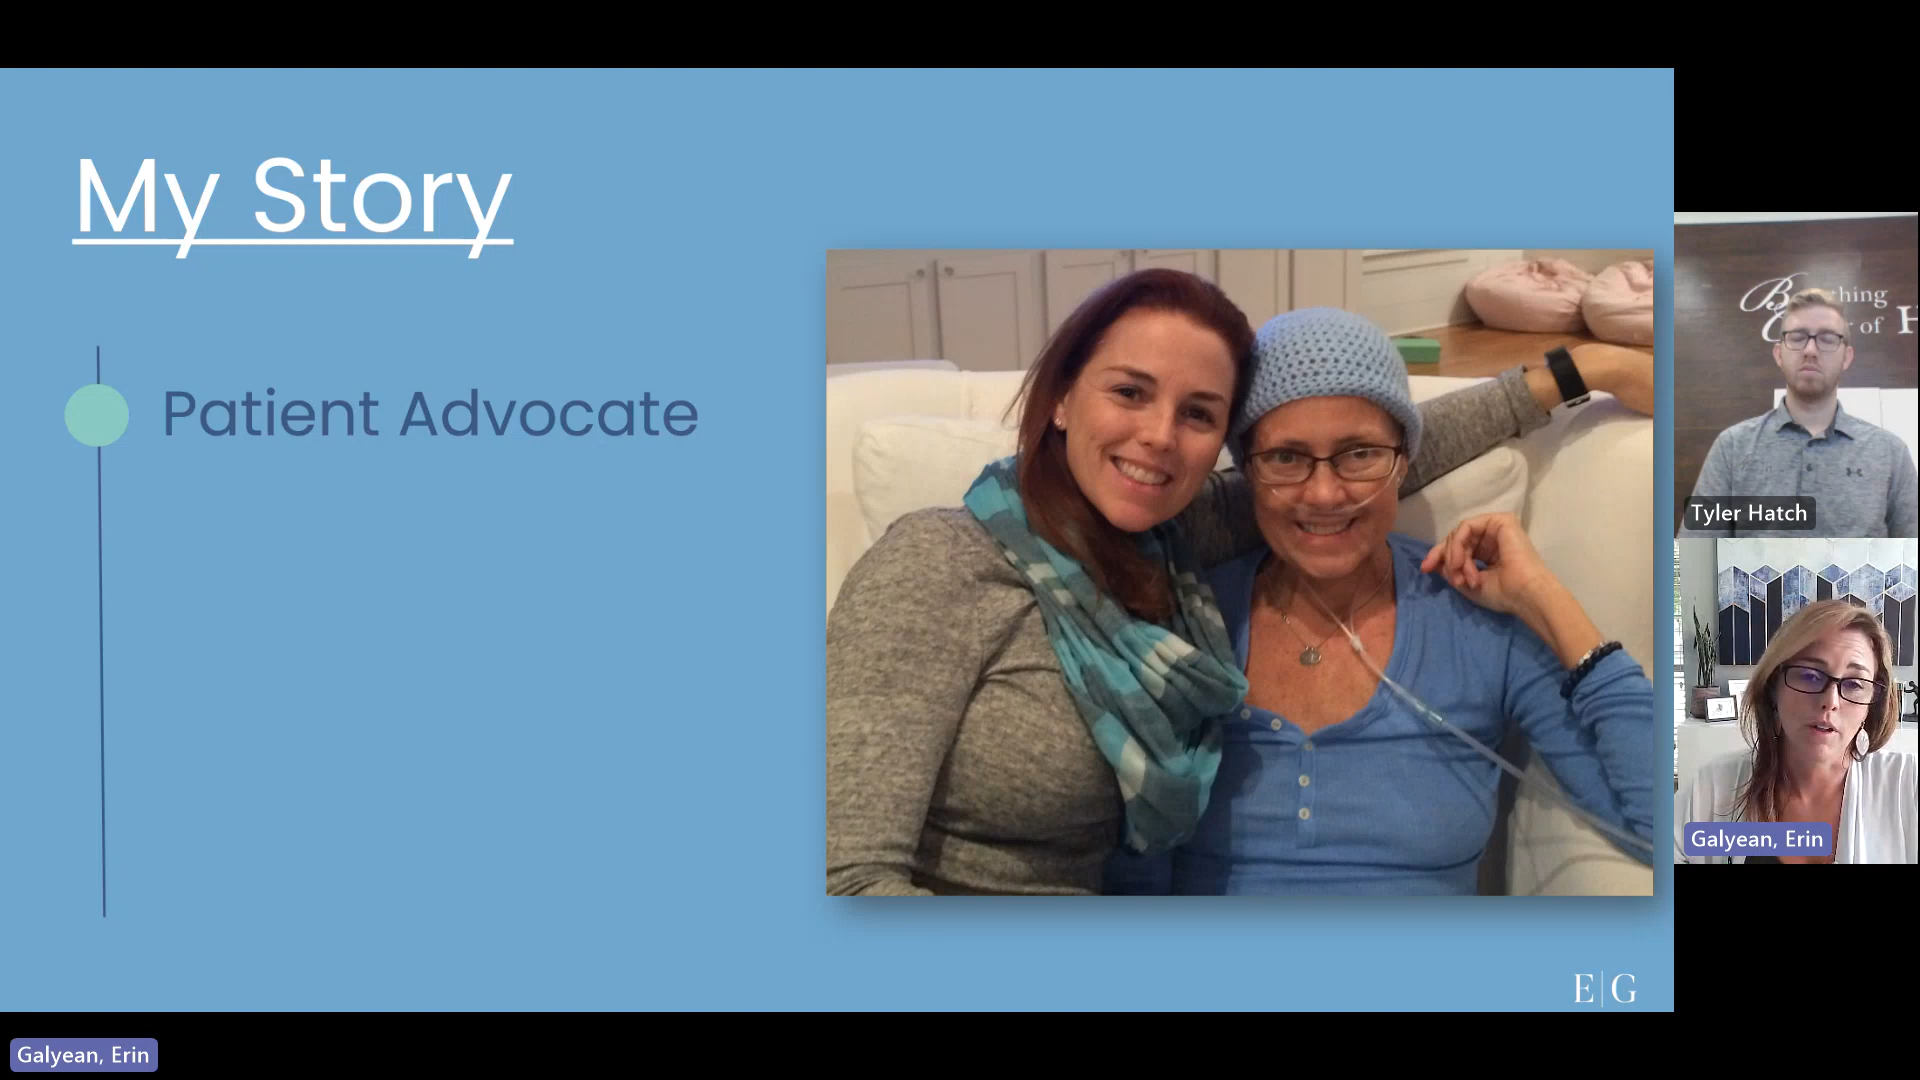 My Story
Patient Advocate
E|G
Tyler Hatch
Galyean, Erin
Galyean, Erin